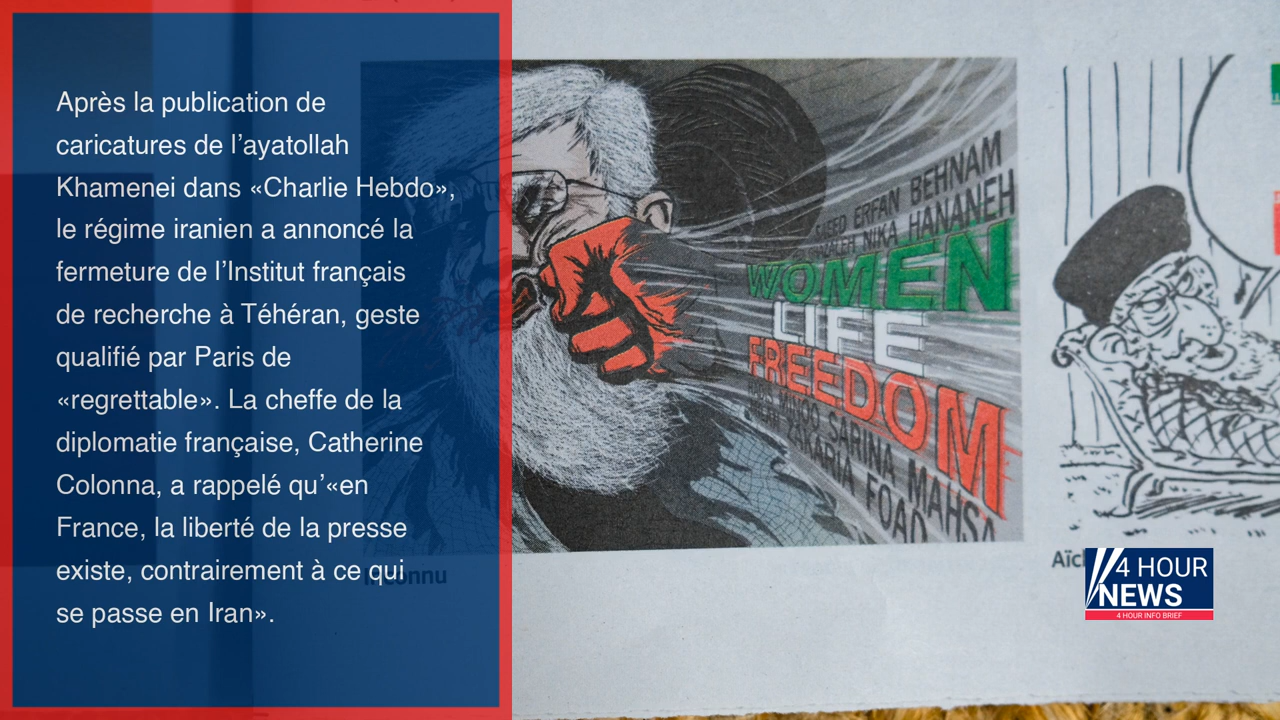 Après la publication de
caricatures de l’ayatollah
Khamenei dans «Charlie Hebdo»,
le régime iranien a annoncé la
fermeture de l’Institut français
de recherche à Téhéran, geste
qualifié par Paris de
«regrettable». La cheffe de la
diplomatie française, Catherine
Colonna, a rappelé qu’«en
France, la liberté de la presse
existe, contrairement à ce qui
se passe en Iran».
ERFAN BEHNAM
NIKA HANANEH
WOMEN
LIFE
FREEDOM
SARINA MAHSA
ZAKARIA FOAD
Inconnu
4 HOUR
NEWS
4 HOUR INFO BRIEF